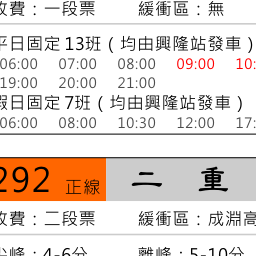 收費：一段票 緩衝區：無
平日固定 13班 ( 均由興隆站發車 )
06:00 07:00 08:00 09:00 10:
19:00 20:00 21:00
假日固定 7班 ( 均由興隆站發車 )
06:00 08:00 10:30 12:00 17:
292 正線 二 重
收費：二段票 緩衝區：成淵高
尖峰：4-6分 離峰：5-10分